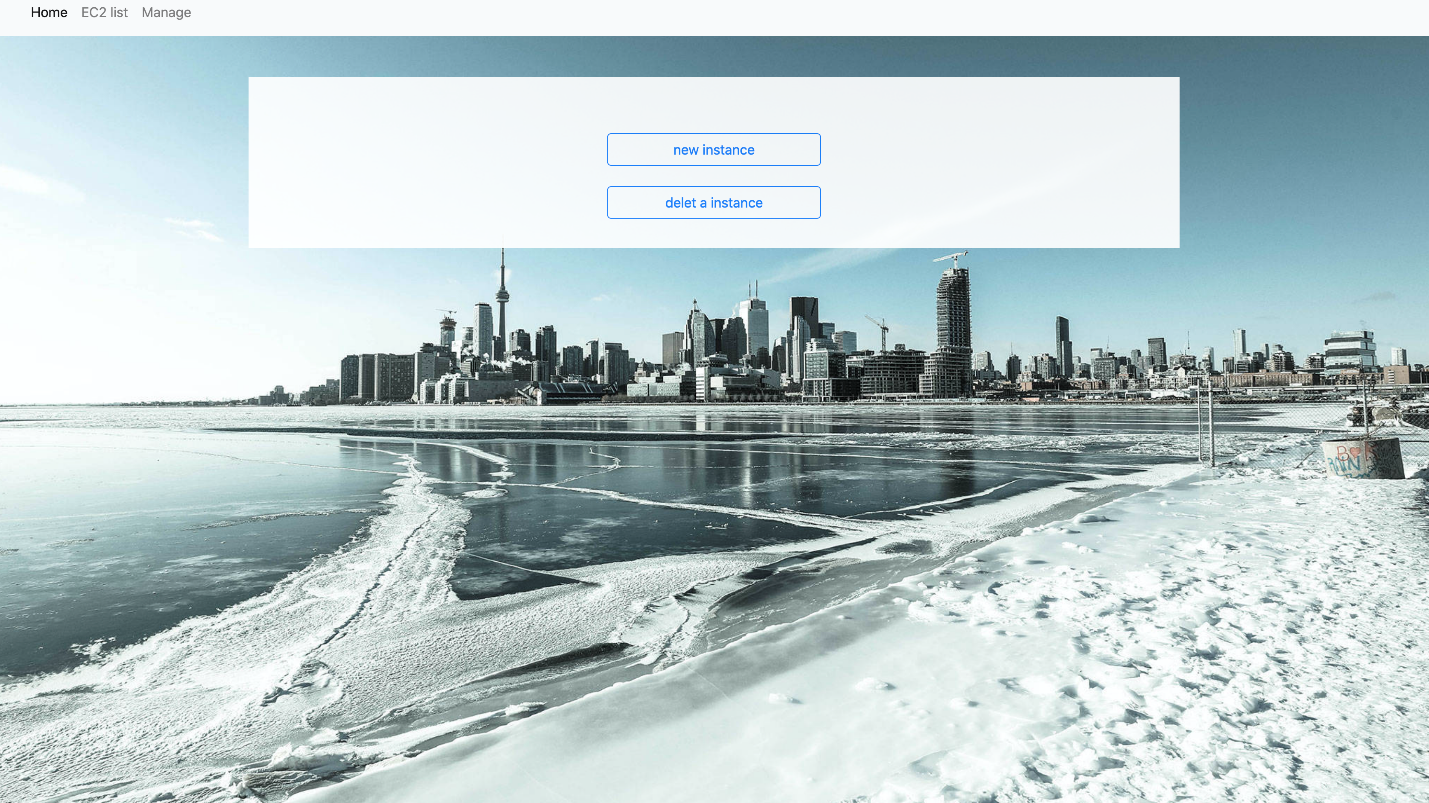 Home EC2 list Manage
new instance
delet a instance